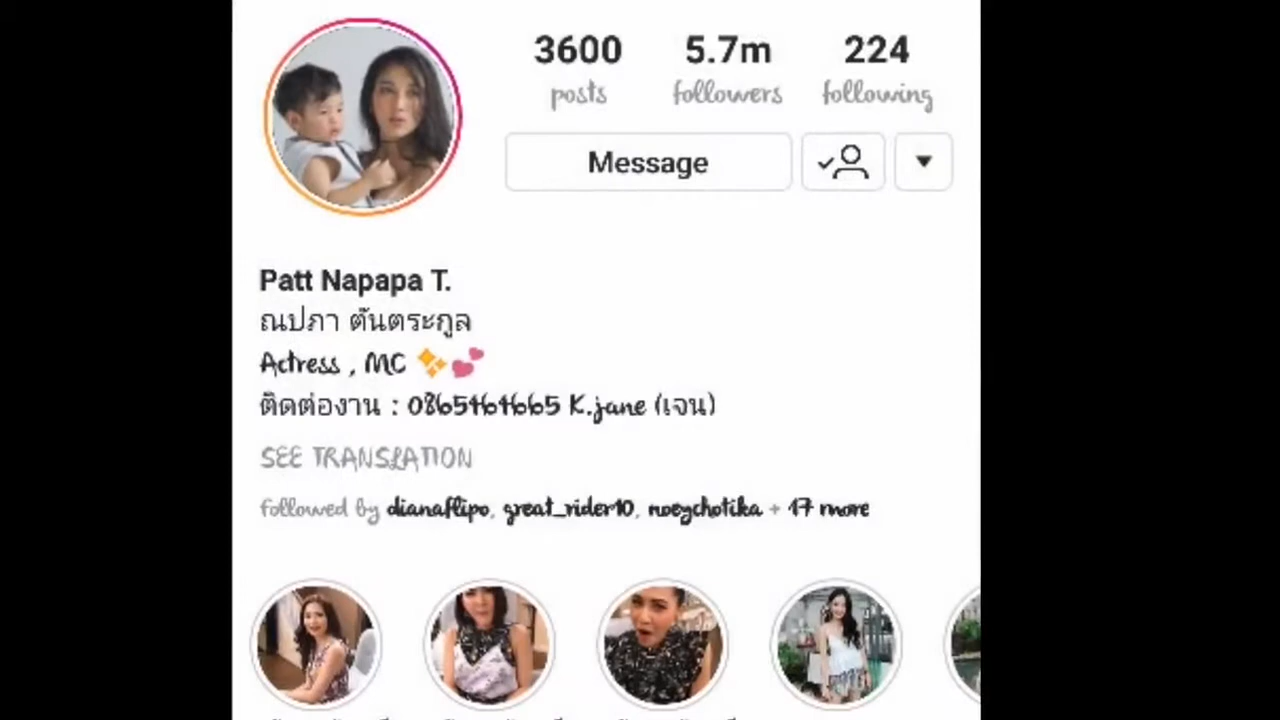 3600 5.7m 224
posts followers following
Message
Patt Napapa T.
ณปภา ตันตระกูล
Actress , MC ✨💕
ติดต่องาน : 0865464665 K.jane (เจน)
SEE TRANSLATION
followed by dianaflipo, great_rider10, noeychotika + 17 more